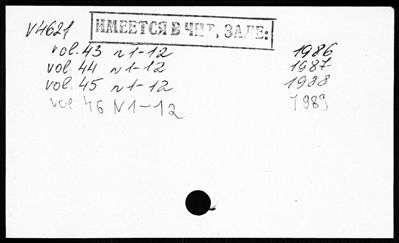 V4621 ИМЕЕТСЯ В ЧИТ. ЗАЛЕ:
vol. 43 n 1-12 1986
vol. 44 n 1-12 1987
vol. 45 n 1-12 1988
vol 46 N 1-12 1989